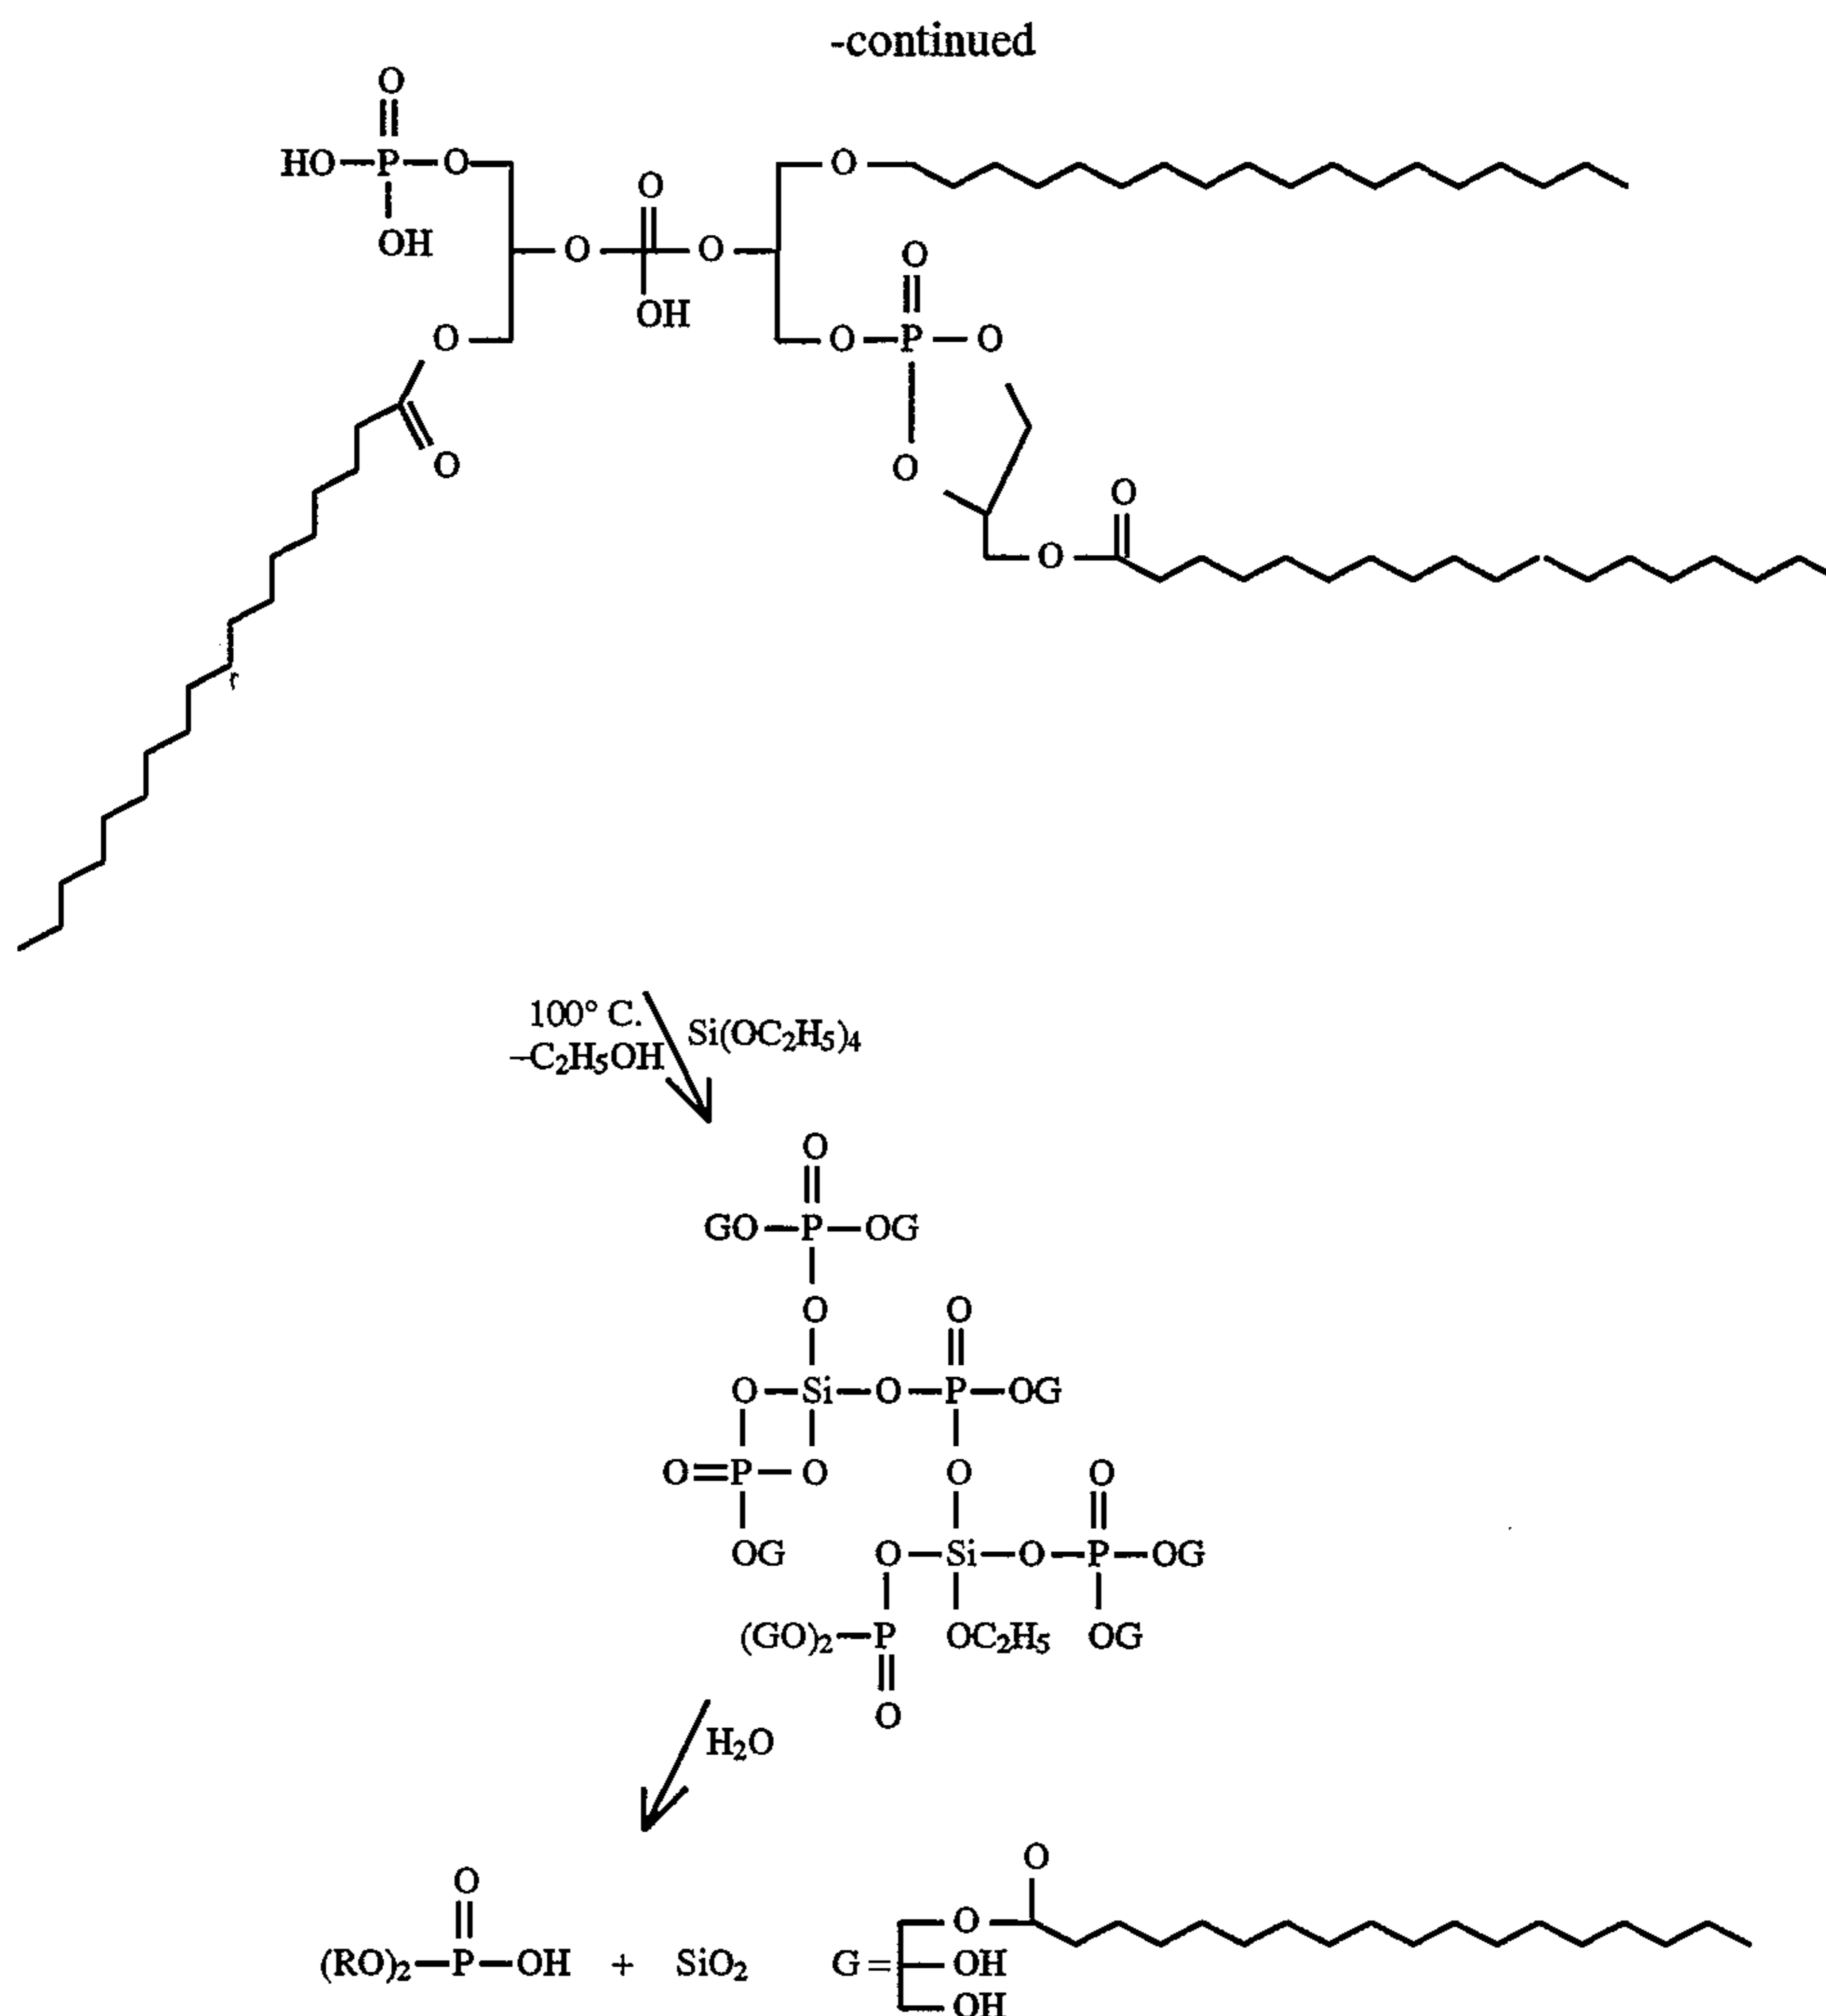 -continued
O
HO P O O
O O
OH O
OH O P O
O
O O
O
O
O
r
100° C. Si(OC2H5)4
–C2H5OH
O
GO P OG
O O
O Si O P OG
O=P O O O
OG O Si O P OG
(GO)2 P OC2H5 OG
O
H2O
O
O O
(RO)2 P OH + SiO2 G = OH
OH